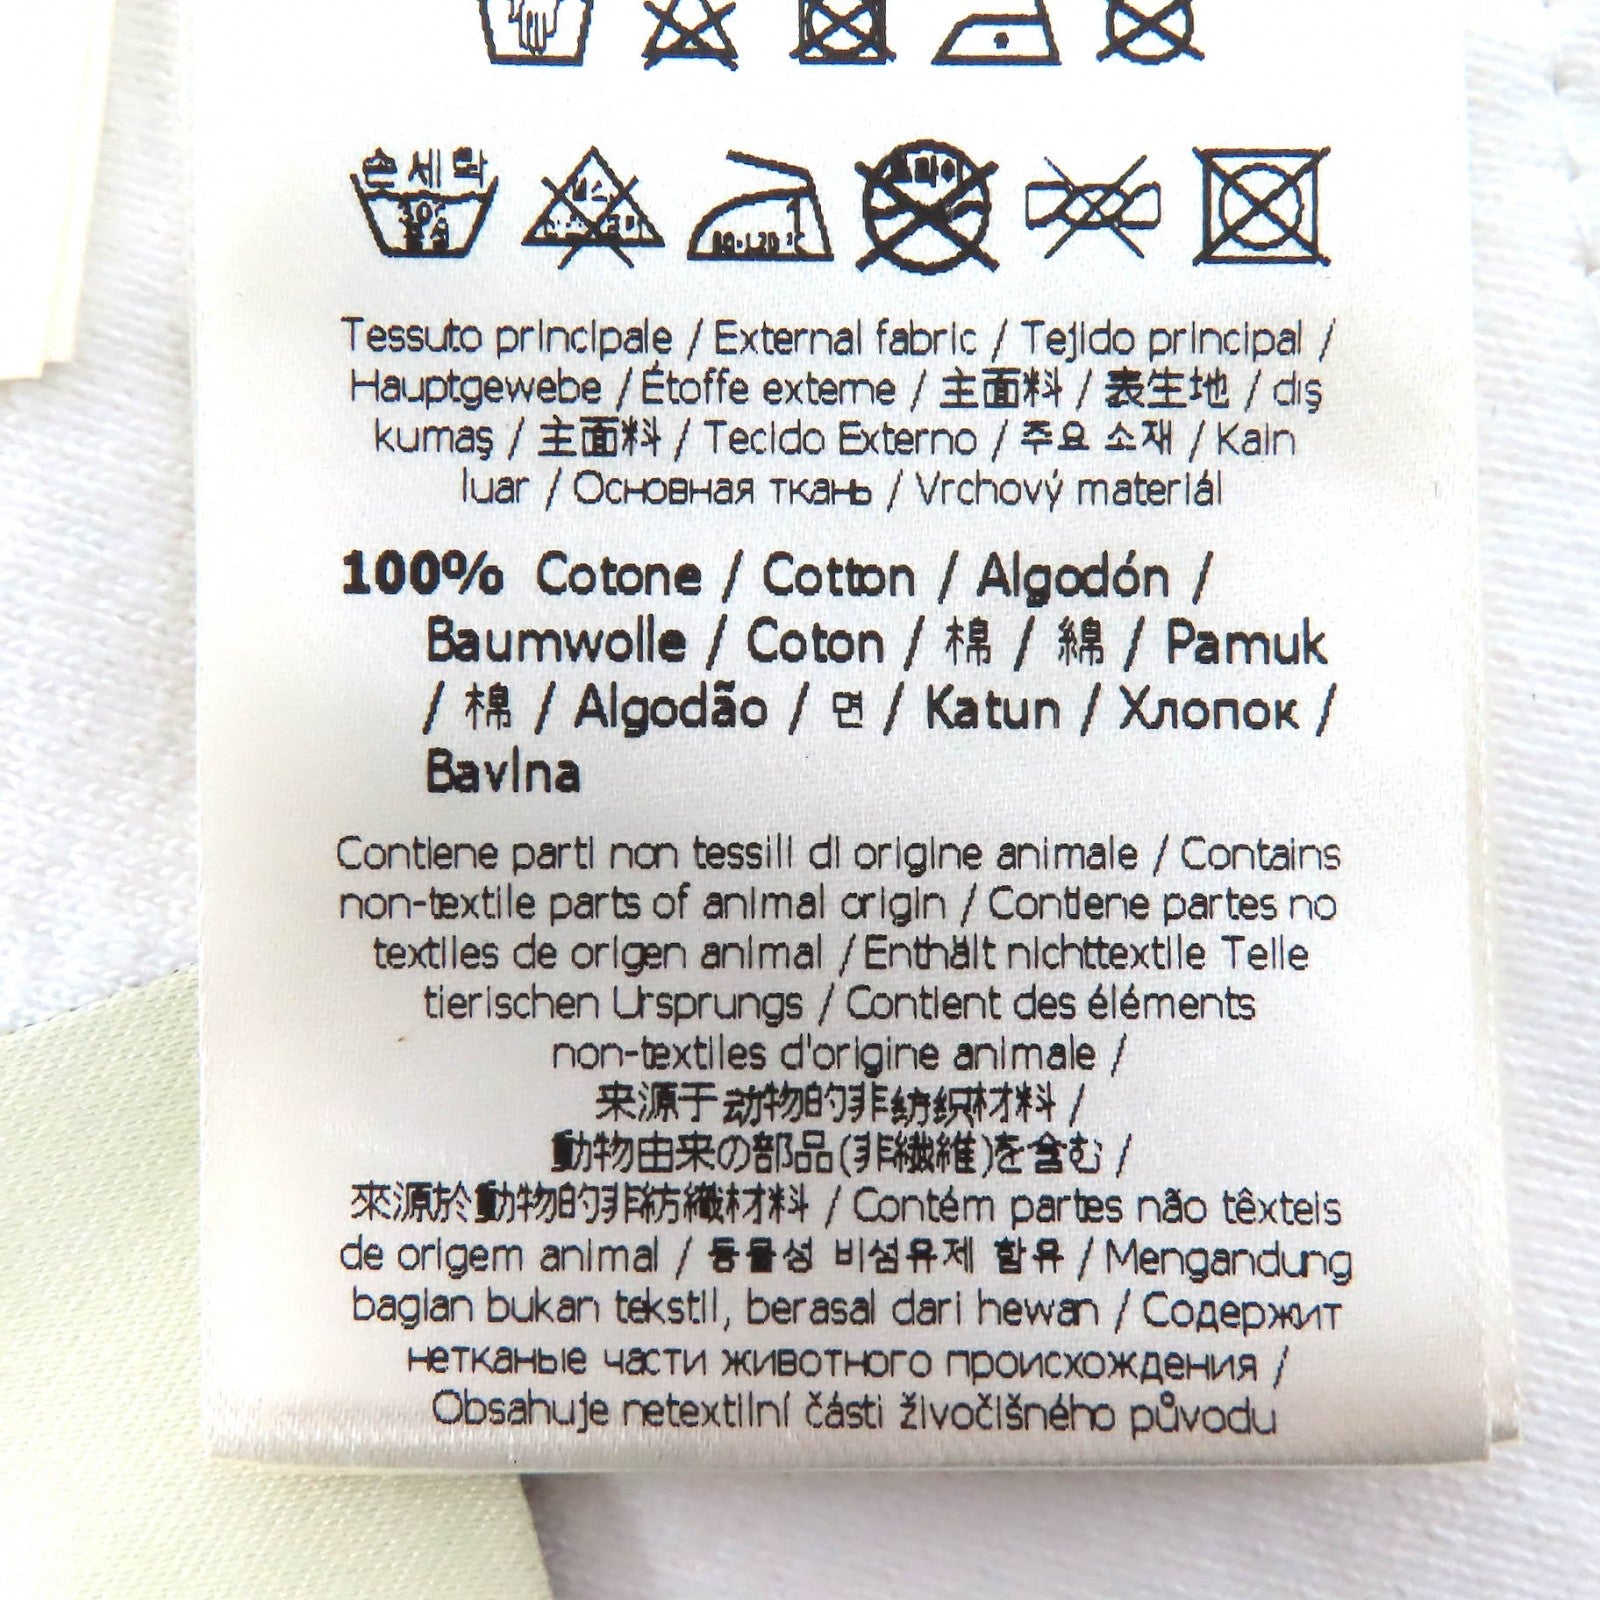 손세탁
Tessuto principale / External fabric / Tejido principal /
Hauptgewebe / Étoffe externe / 主面料 / 表生地 / dış
kumaş / 主面料 / Tecido Externo / 주요 소재 / Kain
luar / Основная ткань / Vrchový materiál
100% Cotone / Cotton / Algodón /
Baumwolle / Coton / 棉 / 綿 / Pamuk
/ 棉 / Algodão / 면 / Katun / Хлопок /
Bavlna
Contiene parti non tessili di origine animale / Contains
non-textile parts of animal origin / Contiene partes no
textiles de origen animal / Enthält nichttextile Teile
tierischen Ursprungs / Contient des éléments
non-textiles d'origine animale /
来源于动物的非纺织材料 /
動物由来の部品(非繊維)を含む /
來源於動物的非紡織材料 / Contém partes não têxteis
de origem animal / 동물성 비섬유제 함유 / Mengandung
bagian bukan tekstil, berasal dari hewan / Содержит
нетканые части животного происхождения /
Obsahuje netextilní části živočišného původu